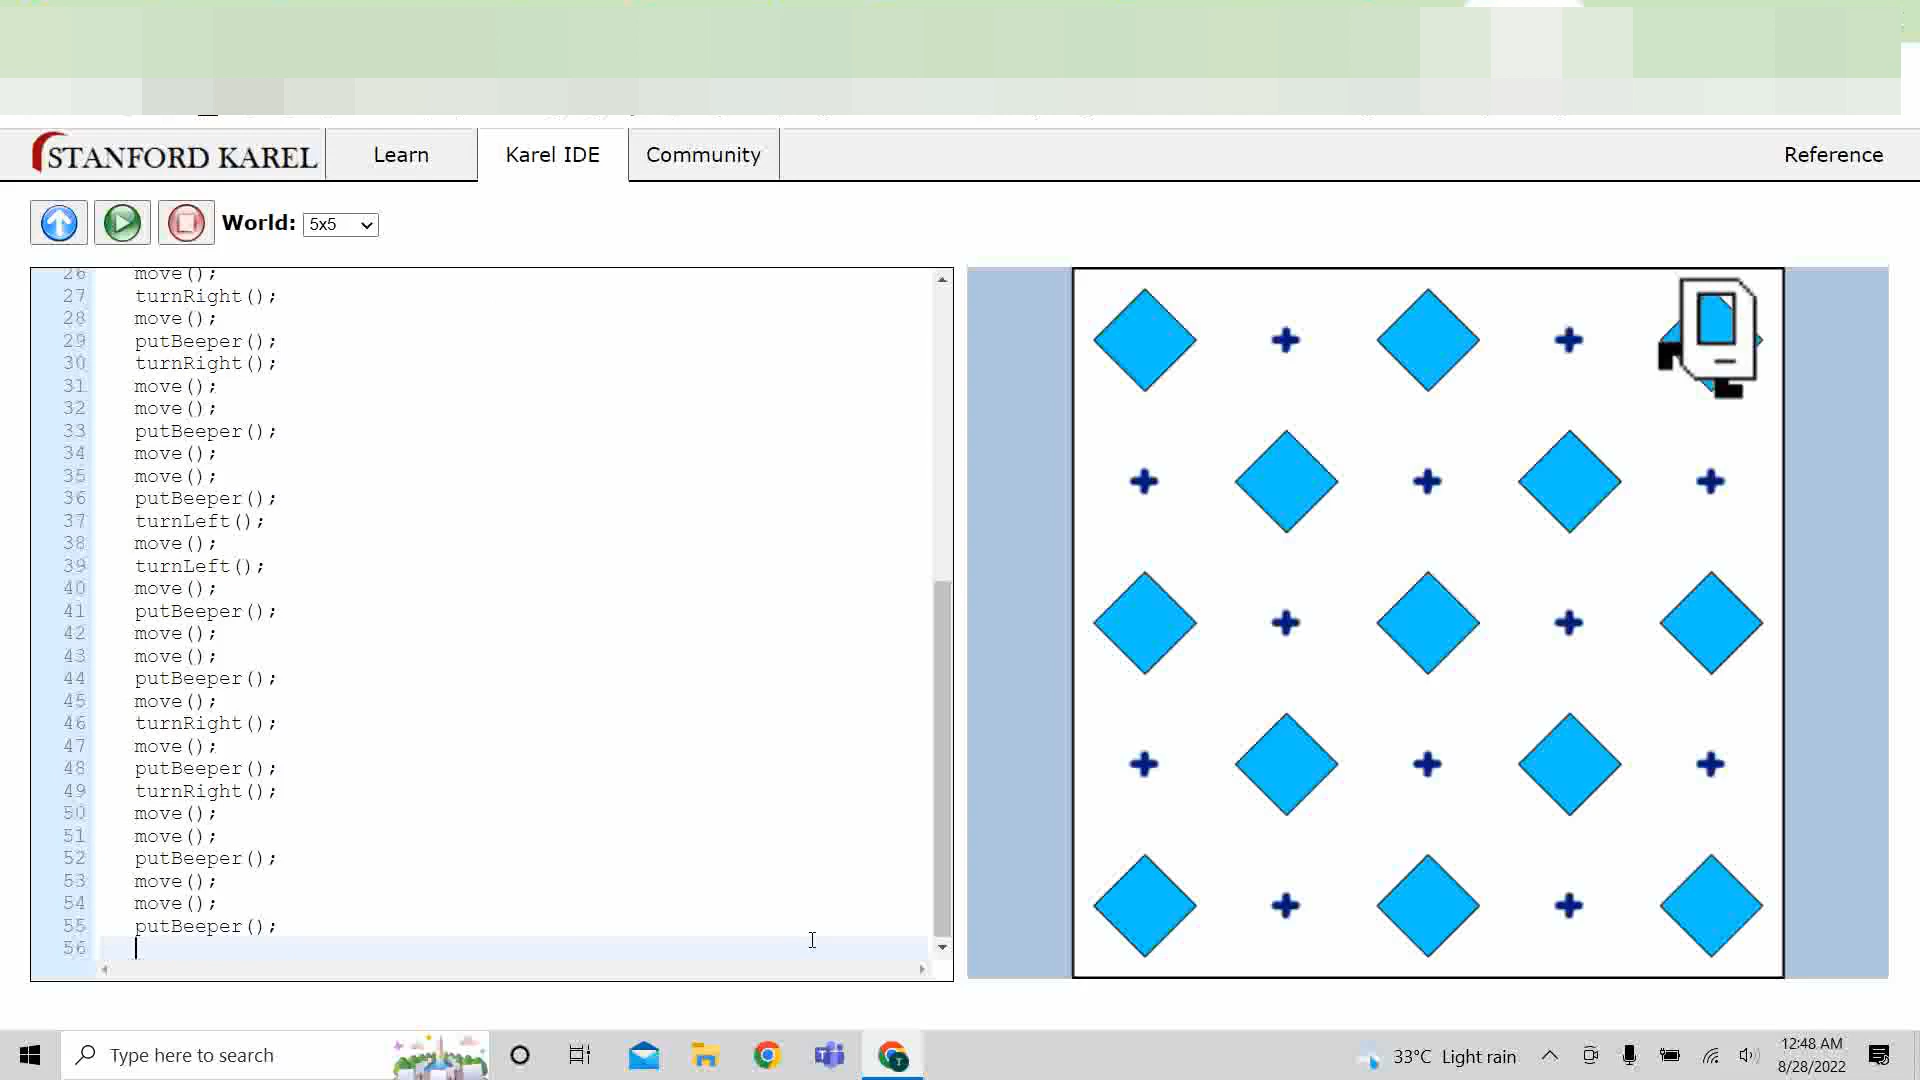 STANFORD KAREL
Learn
Karel IDE
Community
Reference
World: 5x5
26 move();
27 turnRight();
28 move();
29 putBeeper();
30 turnRight();
31 move();
32 move();
33 putBeeper();
34 move();
35 move();
36 putBeeper();
37 turnLeft();
38 move();
39 turnLeft();
40 move();
41 putBeeper();
42 move();
43 move();
44 putBeeper();
45 move();
46 turnRight();
47 move();
48 putBeeper();
49 turnRight();
50 move();
51 move();
52 putBeeper();
53 move();
54 move();
55 putBeeper();
56
Type here to search
33°C Light rain
12:48 AM
8/28/2022